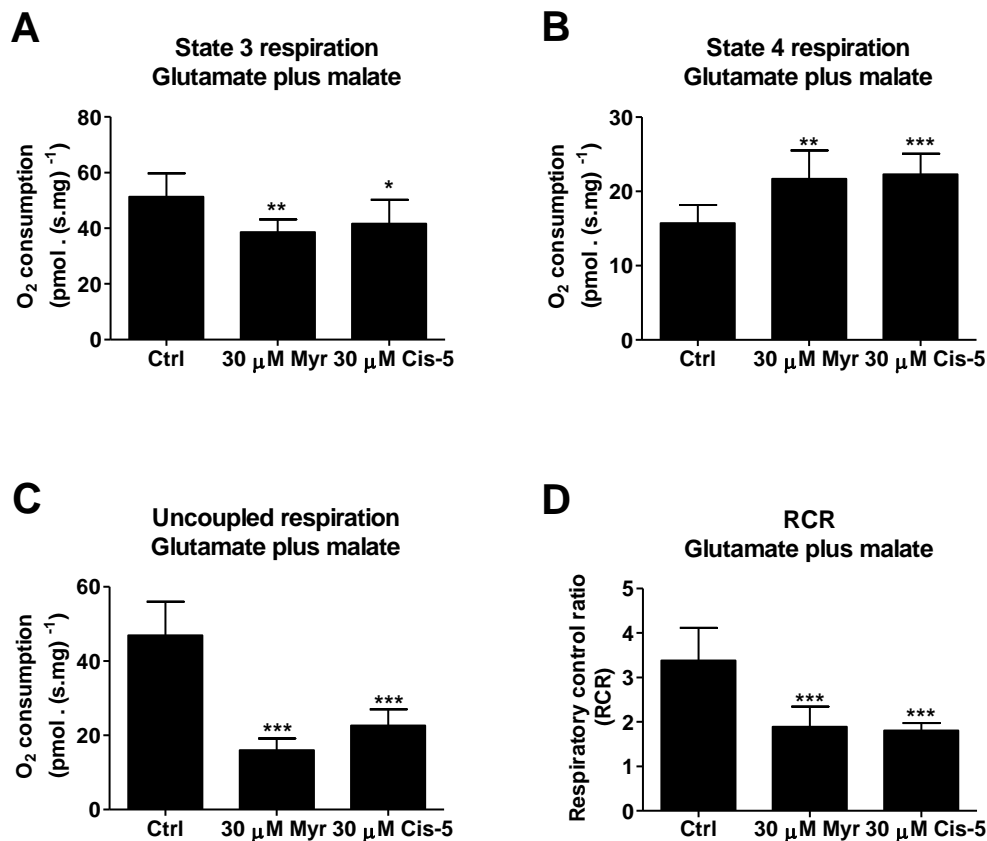 A
State 3 respiration
Glutamate plus malate
O₂ consumption
(pmol . (s.mg) ⁻¹)
80
60
40
20
0
**
*
Ctrl 30 µM Myr 30 µM Cis-5
B
State 4 respiration
Glutamate plus malate
O₂ consumption
(pmol . (s.mg) ⁻¹)
30
20
10
0
**
***
Ctrl 30 µM Myr 30 µM Cis-5
C
Uncoupled respiration
Glutamate plus malate
O₂ consumption
(pmol . (s.mg) ⁻¹)
60
40
20
0
***
***
Ctrl 30 µM Myr 30 µM Cis-5
D
RCR
Glutamate plus malate
Respiratory control ratio
(RCR)
5
4
3
2
1
0
***
***
Ctrl 30 µM Myr 30 µM Cis-5